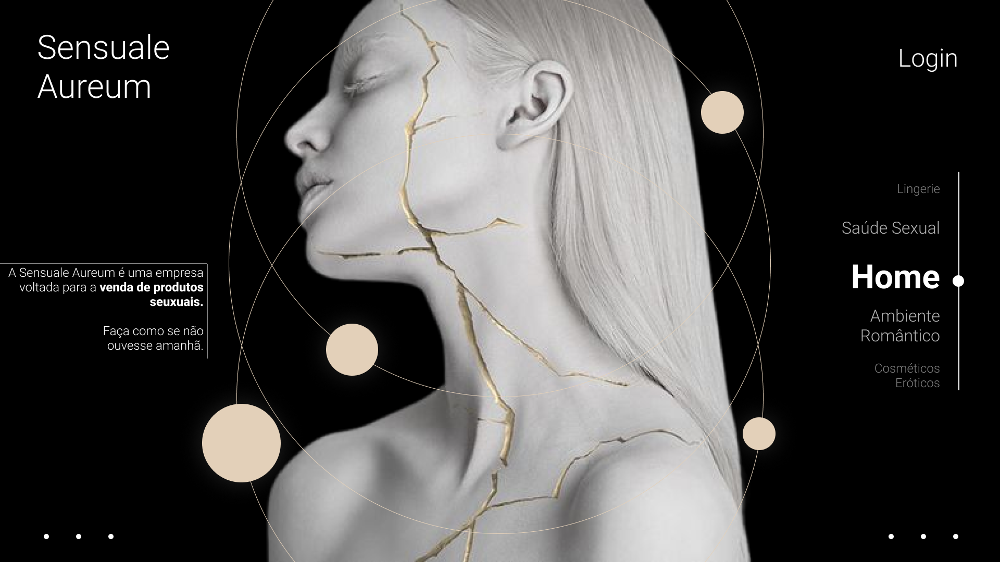 Sensuale
Aureum
Login
Lingerie
Saúde Sexual
Home
Ambiente
Romântico
Cosméticos
Eróticos
A Sensuale Aureum é uma empresa
voltada para a venda de produtos
seuxuais.
Faça como se não
ouvesse amanhã.